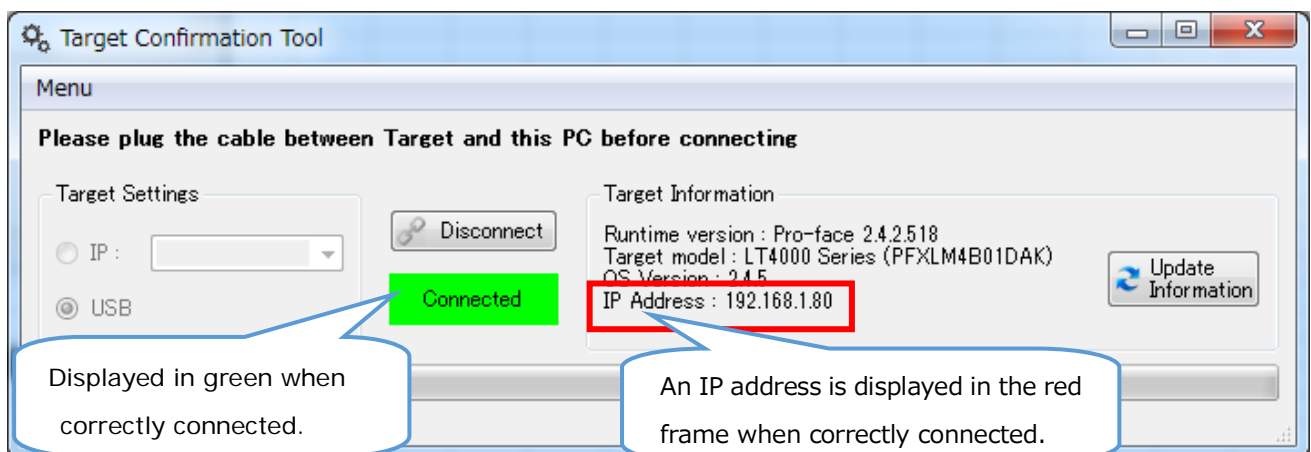 Target Confirmation Tool
Menu
Please plug the cable between Target and this PC before connecting
Target Settings
IP :
USB
Disconnect
Connected
Target Information
Runtime version : Pro-face 2.4.2.518
Target model : LT4000 Series (PFXLM4B01DAK)
OS Version : 2.4.5
IP Address : 192.168.1.80
Update
Information
Displayed in green when
correctly connected.
An IP address is displayed in the red
frame when correctly connected.